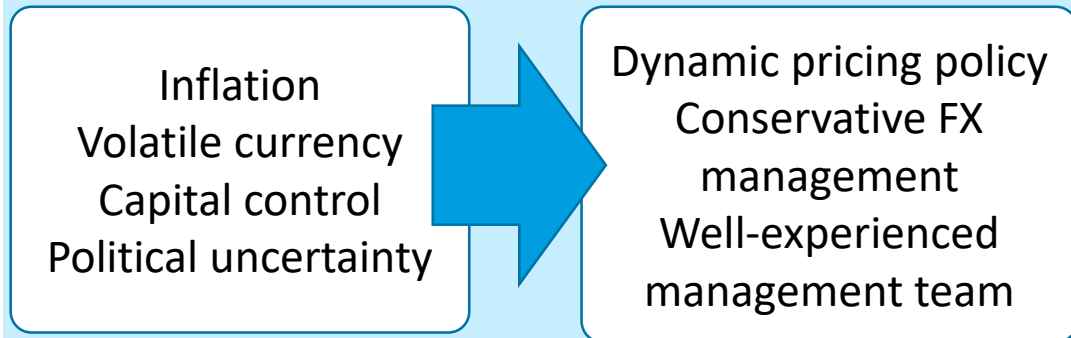 Inflation
Volatile currency
Capital control
Political uncertainty
Dynamic pricing policy
Conservative FX
management
Well-experienced
management team